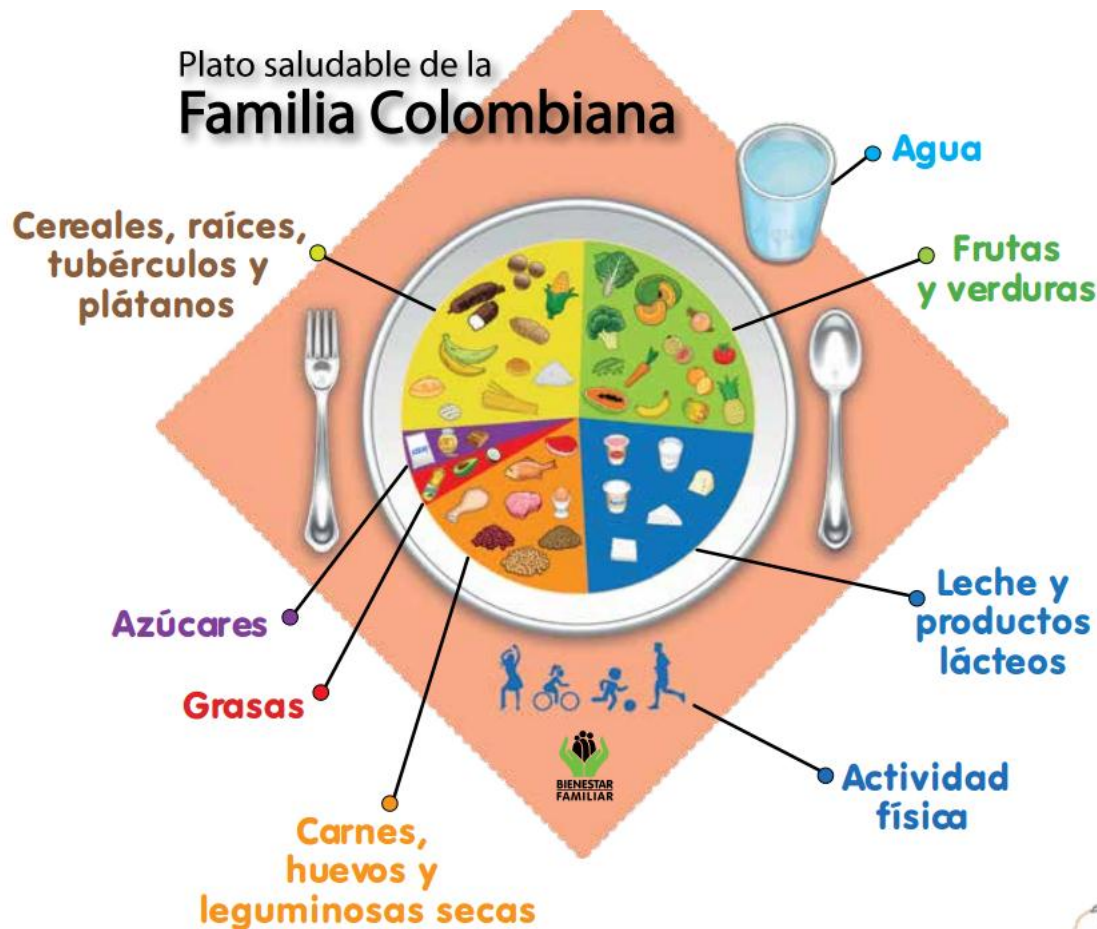 Plato saludable de la
Familia Colombiana
Agua
Cereales, raíces,
tubérculos y
plátanos
Frutas
y verduras
Azúcares
Grasas
Leche y
productos
lácteos
BIENESTAR
FAMILIAR
Actividad
física
Carnes,
huevos y
leguminosas secas